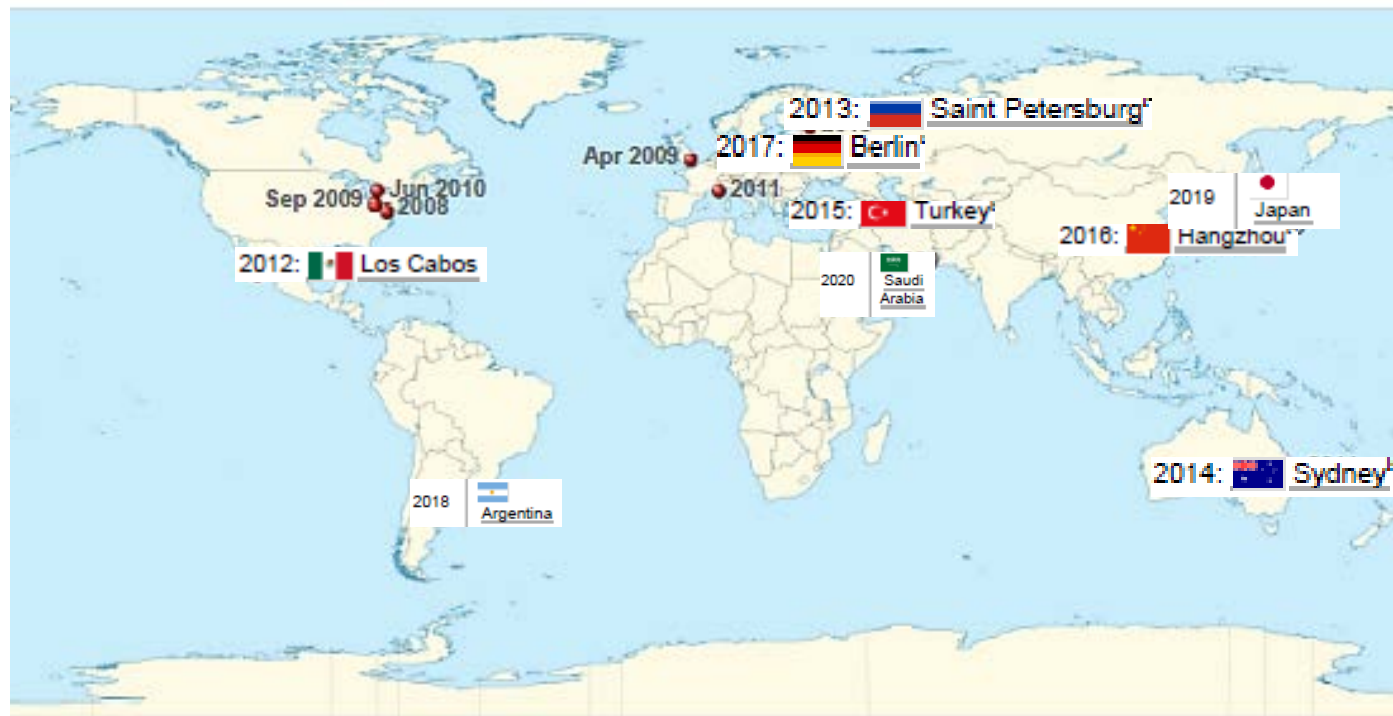 2013: Saint Petersburg
2017: Berlin
Apr 2009
2011
Jun 2010
Sep 2009
2008
2019 Japan
2015: Turkey
2016: Hangzhou
2012: Los Cabos
2020 Saudi
Arabia
2014: Sydney
2018 Argentina